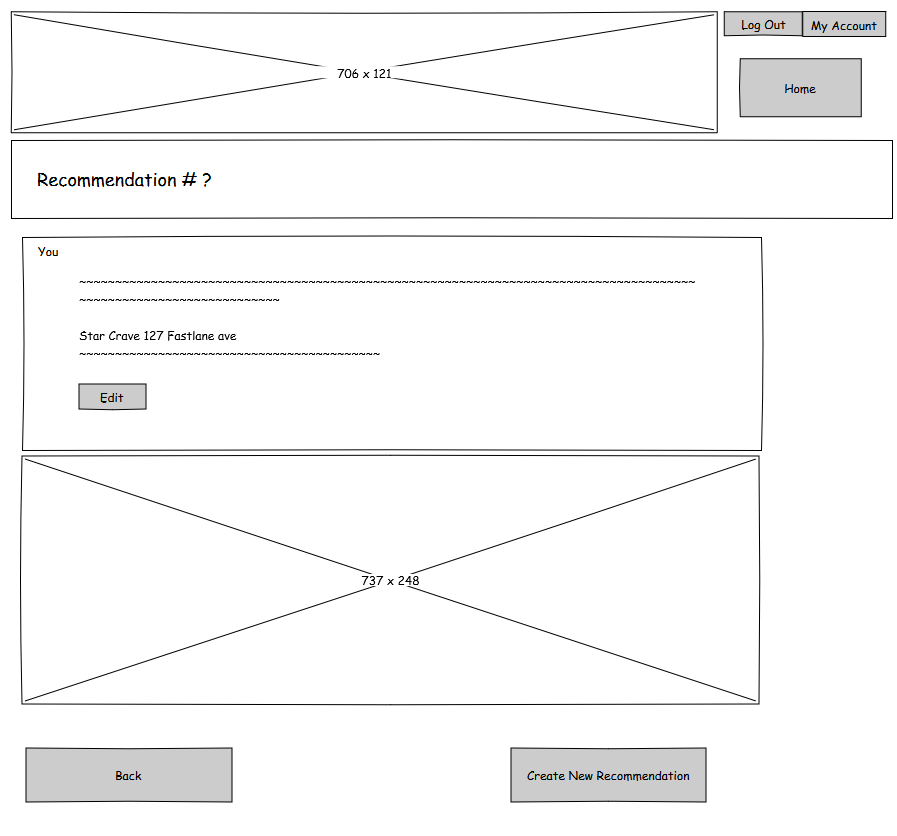 706 x 121
Log Out
My Account
Home
Recommendation # ?
You
~~~~~~~~~~~~~~~~~~~~~~~~~~~~~~~~~~~~~~~~~~~~~~~~~~~~~~~~~~~~~~~~~~~~~~~~~~~~~~~~~~~~~~
~~~~~~~~~~~~~~~~~~~~~~~~~~~~
Star Crave 127 Fastlane ave
~~~~~~~~~~~~~~~~~~~~~~~~~~~~~~~~~~~~~~~~~~
Edit
737 x 248
Back
Create New Recommendation